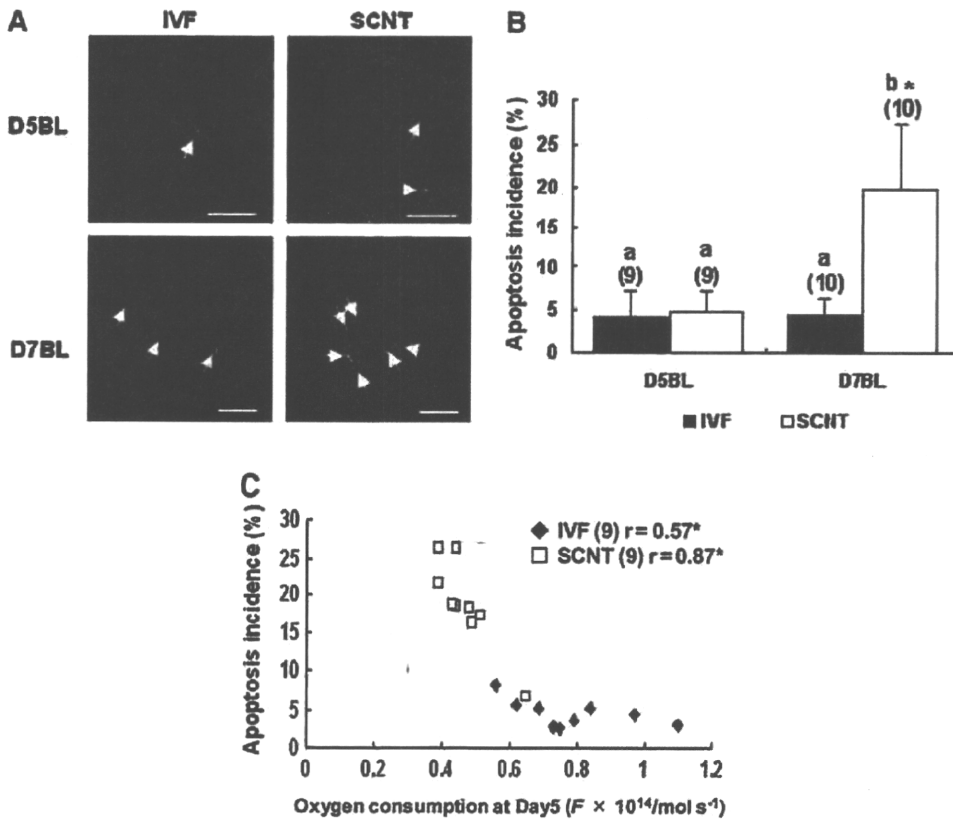 A
IVF
SCNT
D5BL
D7BL
B
Apoptosis incidence (%)
30
25
20
15
10
5
0
a
(9)
a
(9)
a
(10)
b *
(10)
D5BL
D7BL
■ IVF □ SCNT
C
Apoptosis incidence (%)
30
25
20
15
10
5
0
◆ IVF (9) r = 0.57*
□ SCNT (9) r = 0.87*
0
0.2
0.4
0.6
0.8
1
1.2
Oxygen consumption at Day5 (F × 10¹⁴/mol s⁻¹)